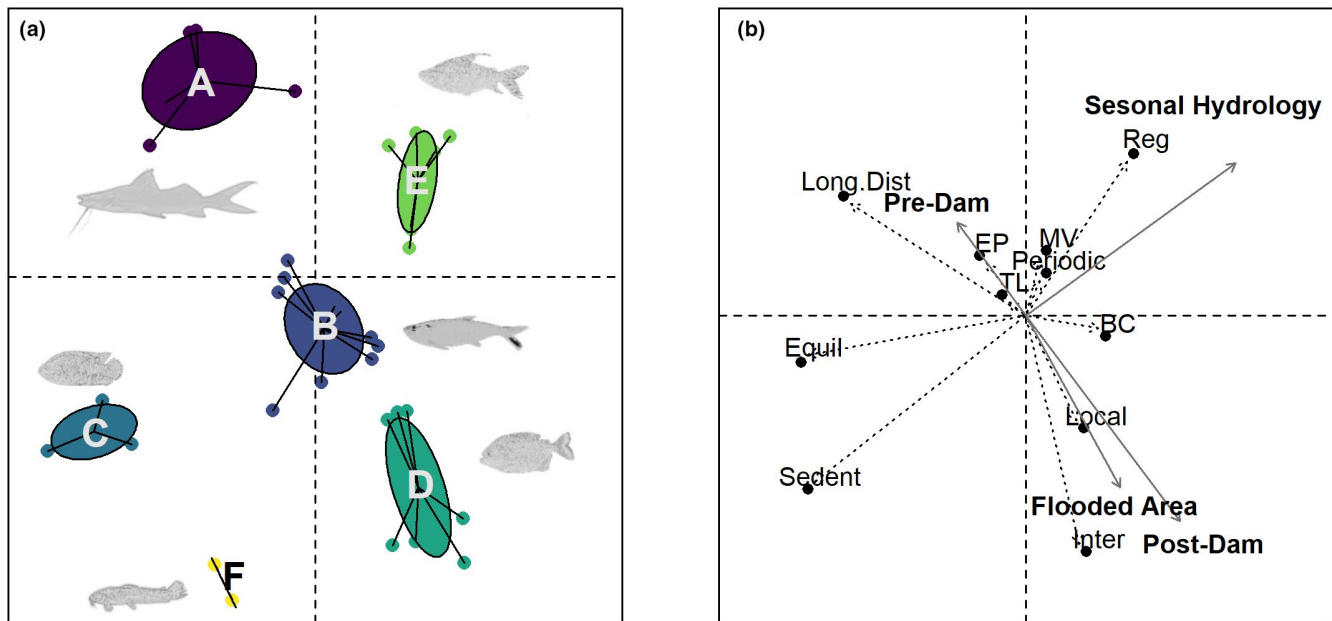 (a)
A
E
B
C
D
F
(b)
Sesonal Hydrology
Reg
Long.Dist
Pre-Dam
EP
MV
Periodic
TL
BC
Equil
Local
Sedent
Flooded Area
Inter
Post-Dam